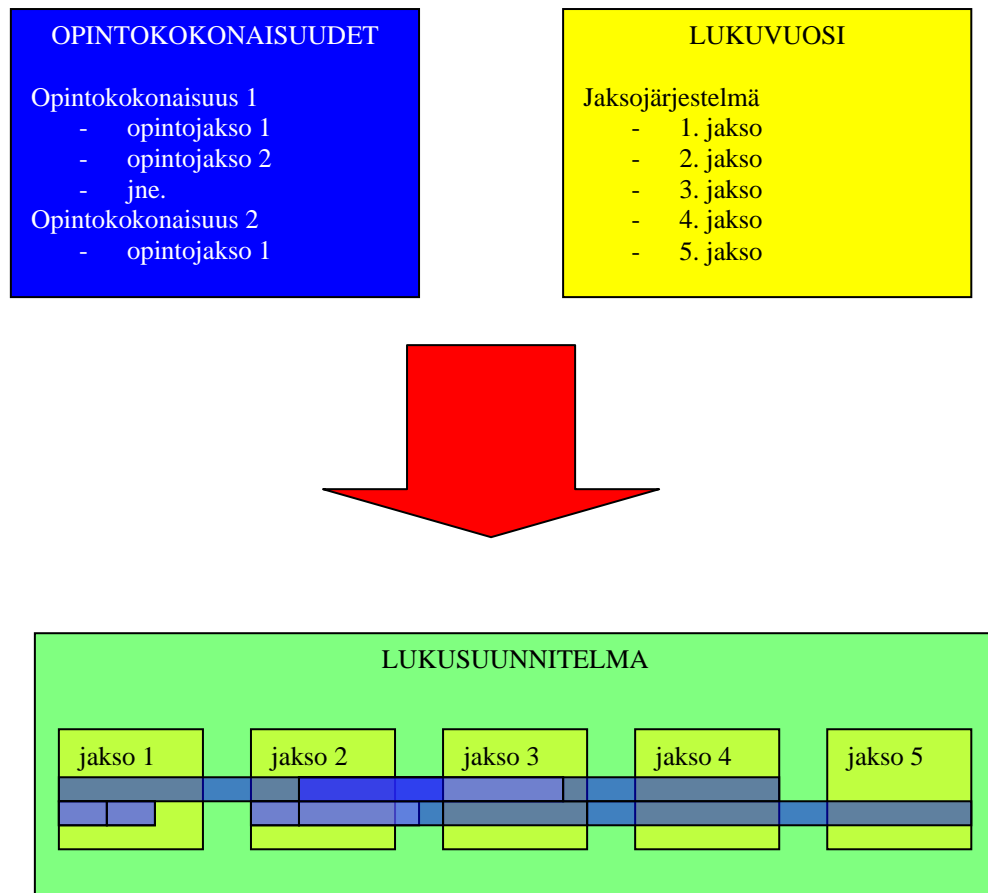 OPINTOKOKONAISUUDET
Opintokokonaisuus 1
- opintojakso 1
- opintojakso 2
- jne.
Opintokokonaisuus 2
- opintojakso 1
LUKUVUOSI
Jaksojärjestelmä
- 1. jakso
- 2. jakso
- 3. jakso
- 4. jakso
- 5. jakso
LUKUSUUNNITELMA
jakso 1
jakso 2
jakso 3
jakso 4
jakso 5